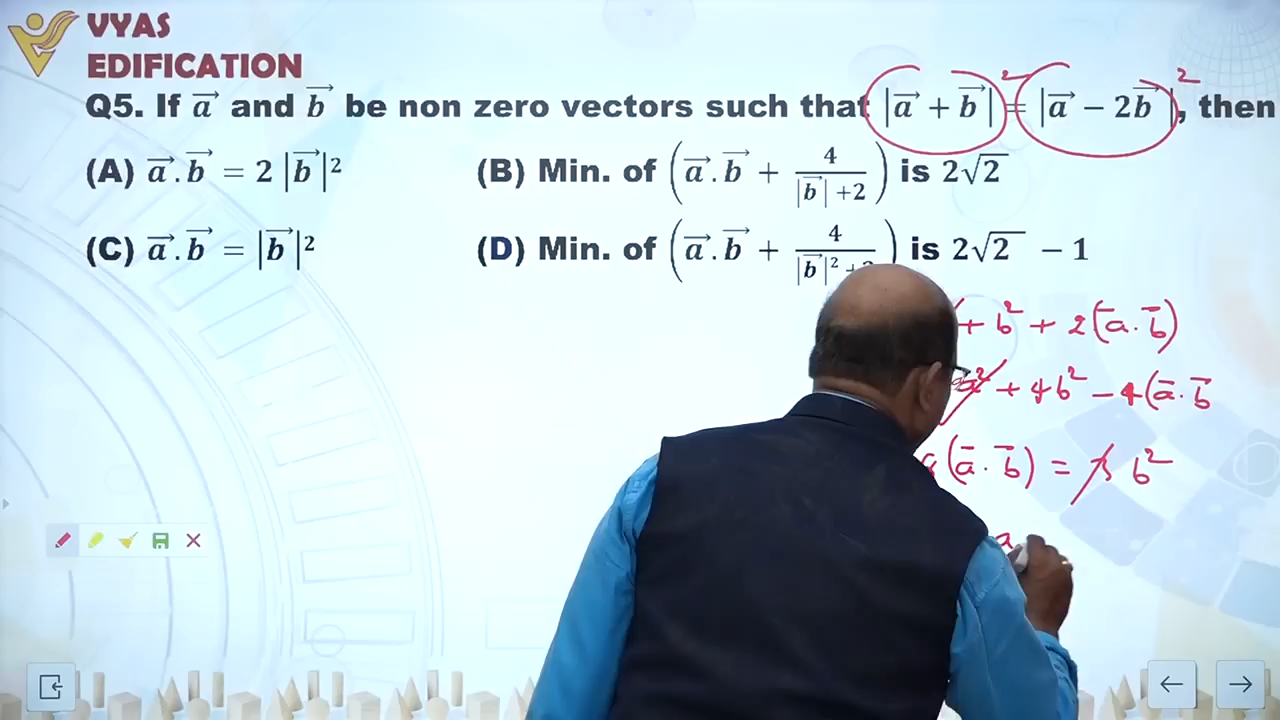 VYAS
EDIFICATION
Q5. If a⃗ and b⃗ be non zero vectors such that |a⃗ + b⃗| = |a⃗ − 2b⃗|, then
2 2
(A) a⃗.b⃗ = 2 |b⃗|² (B) Min. of (a⃗.b⃗ + 4/(|b⃗| +2)) is 2√2
(C) a⃗.b⃗ = |b⃗|² (D) Min. of (a⃗.b⃗ + 4/(|b⃗|² + )) is 2√2 − 1
+ b² + 2(a̅.b̅)
a² + 4b² − 4(a̅.b̅
(a̅.b̅) = b²
a